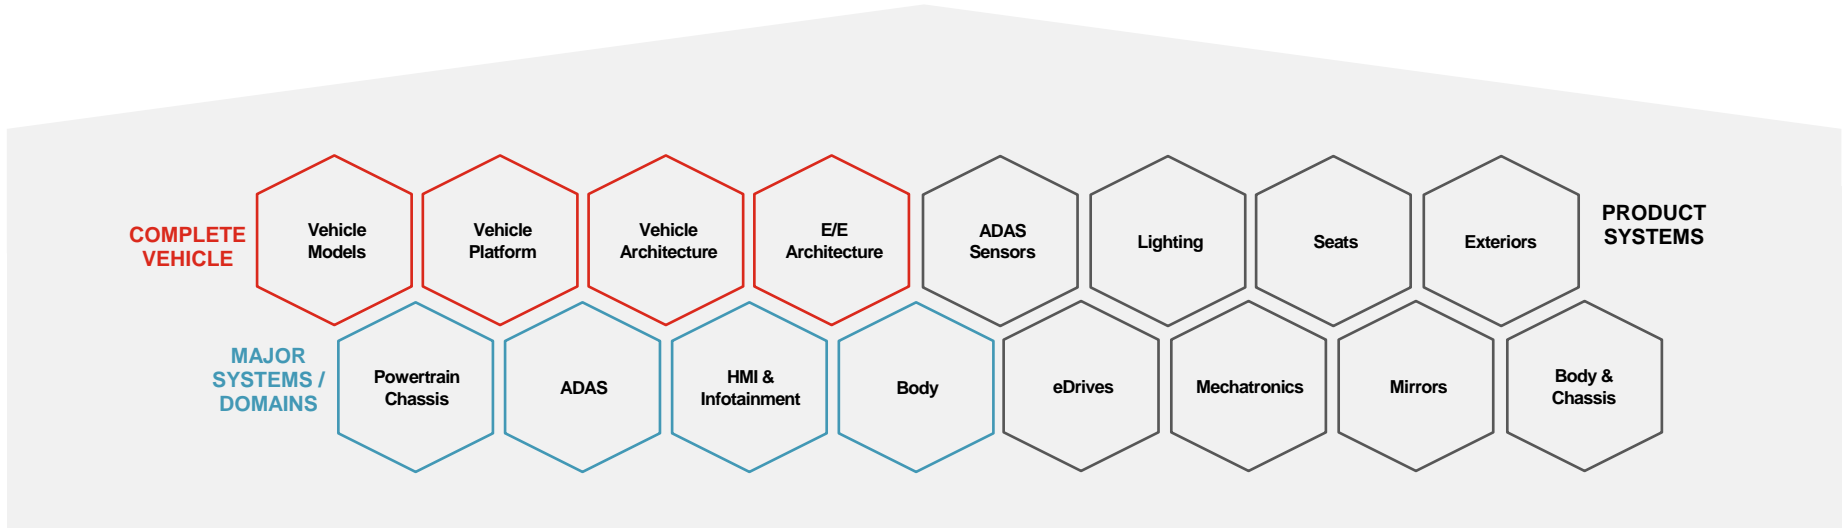 COMPLETE
VEHICLE
Vehicle
Models
Vehicle
Platform
Vehicle
Architecture
E/E
Architecture
ADAS
Sensors
Lighting
Seats
Exteriors
PRODUCT
SYSTEMS
MAJOR
SYSTEMS /
DOMAINS
Powertrain
Chassis
ADAS
HMI &
Infotainment
Body
eDrives
Mechatronics
Mirrors
Body &
Chassis